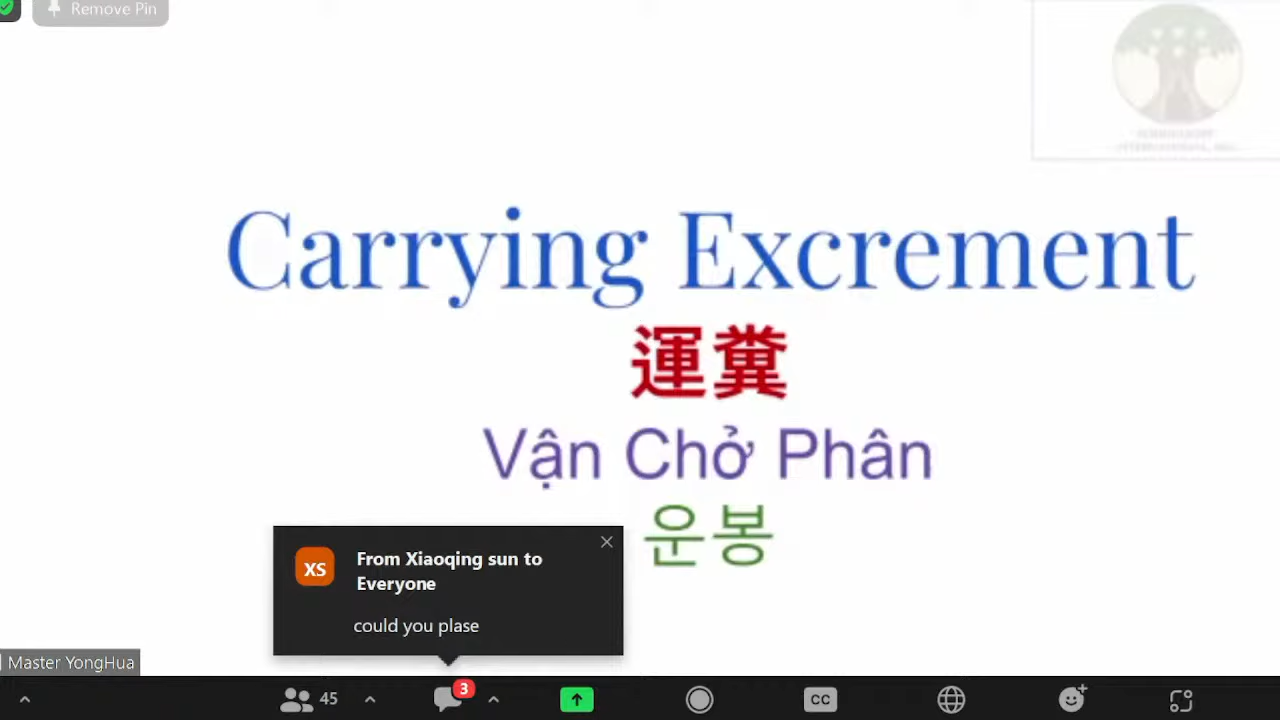 Remove Pin
Carrying Excrement
運糞
Vận Chở Phân
운봉
XS
From Xiaoqing sun to
Everyone
could you plase
Master YongHua
45
3
CC